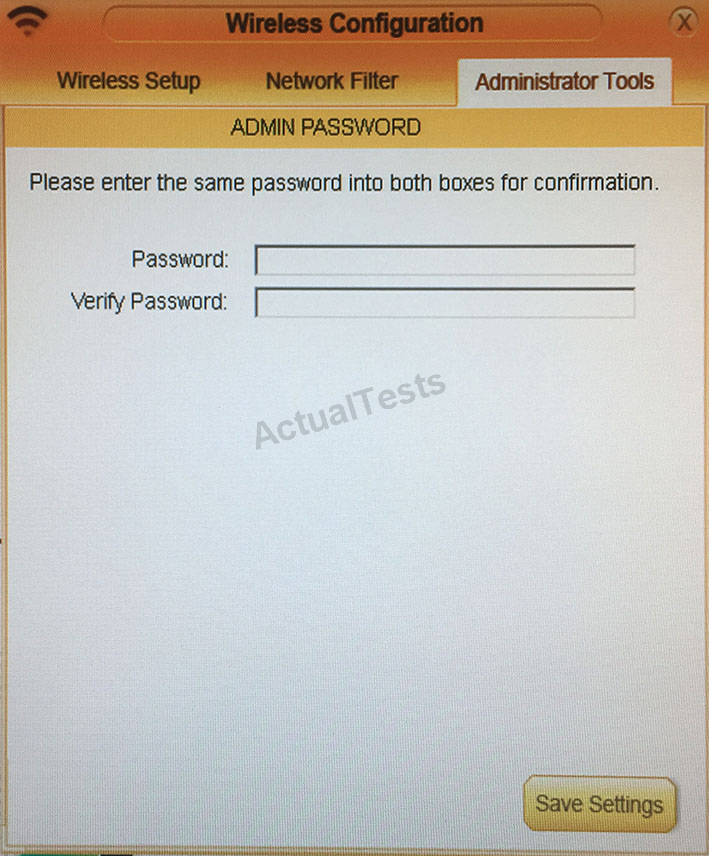 Wireless Configuration
X
Wireless Setup Network Filter Administrator Tools
ADMIN PASSWORD
Please enter the same password into both boxes for confirmation.
Password:
Verify Password:
ActualTests
Save Settings